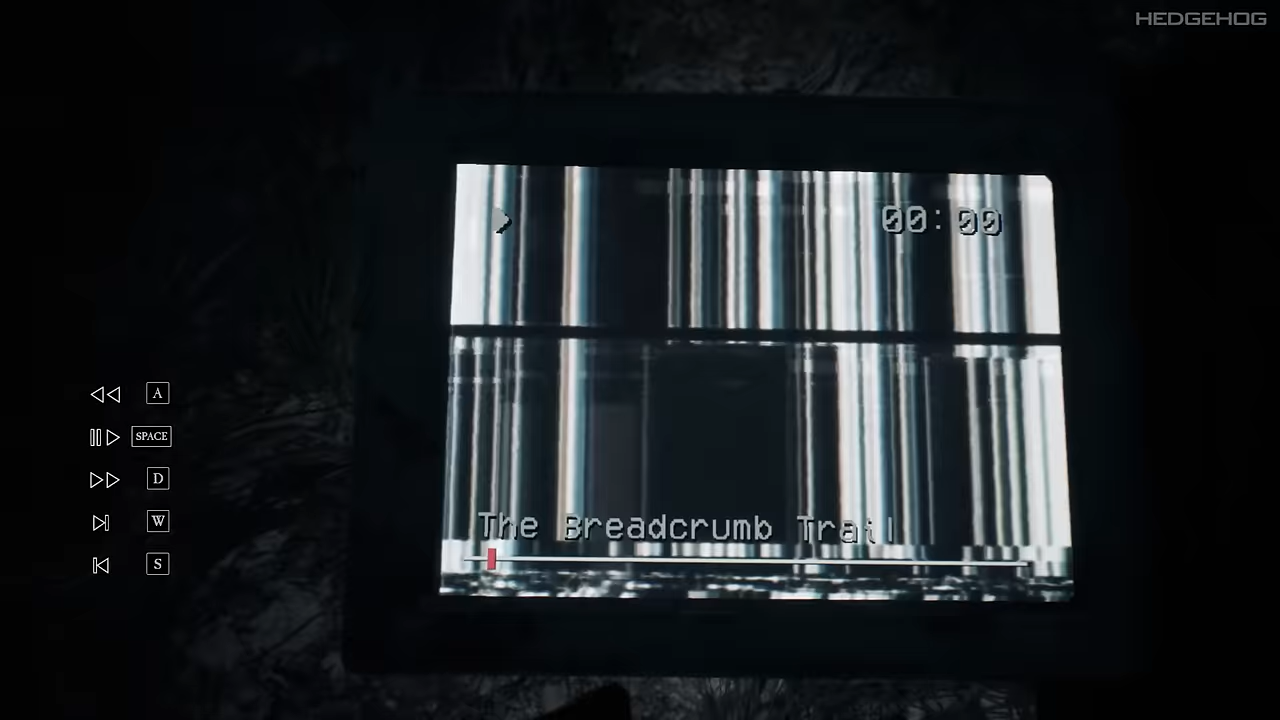 HEDGEHOG
00:00
The Breadcrumb Trail
A
SPACE
D
W
S